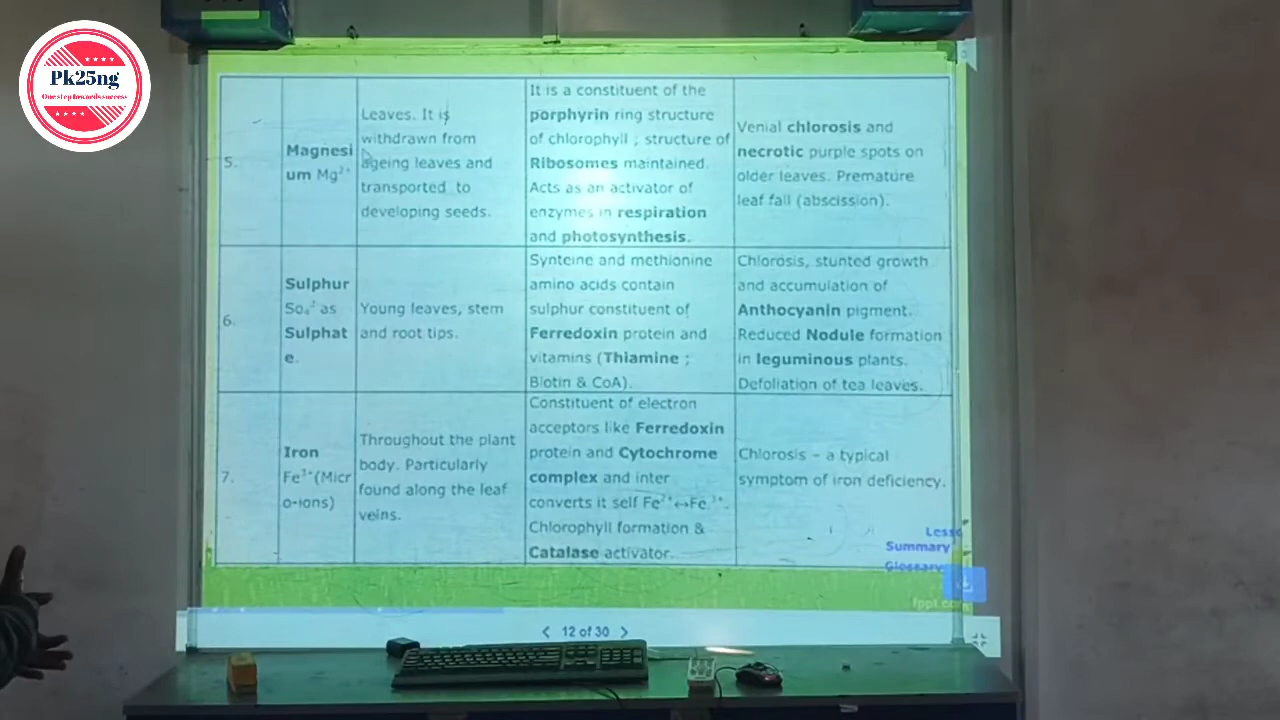 Pk25ng
One step towards success
5.
Magnesi
um Mg²⁺
Leaves. It is
withdrawn from
ageing leaves and
transported to
developing seeds.
It is a constituent of the
porphyrin ring structure
of chlorophyll ; structure of
Ribosomes maintained.
Acts as an activator of
enzymes in respiration
and photosynthesis.
Venial chlorosis and
necrotic purple spots on
older leaves. Premature
leaf fall (abscission).
6.
Sulphur
So₄²⁻ as
Sulphat
e.
Young leaves, stem
and root tips.
Synteine and methionine
amino acids contain
sulphur constituent of
Ferredoxin protein and
vitamins (Thiamine ;
Biotin & CoA).
Chlorosis, stunted growth
and accumulation of
Anthocyanin pigment.
Reduced Nodule formation
in leguminous plants.
Defoliation of tea leaves.
7.
Iron
Fe³⁺(Micr
o-ions)
Throughout the plant
body. Particularly
found along the leaf
veins.
Constituent of electron
acceptors like Ferredoxin
protein and Cytochrome
complex and inter
converts it self Fe²⁺↔Fe³⁺.
Chlorophyll formation &
Catalase activator.
Chlorosis – a typical
symptom of iron deficiency.
Summary
Glossary
fppt.com
12 of 30